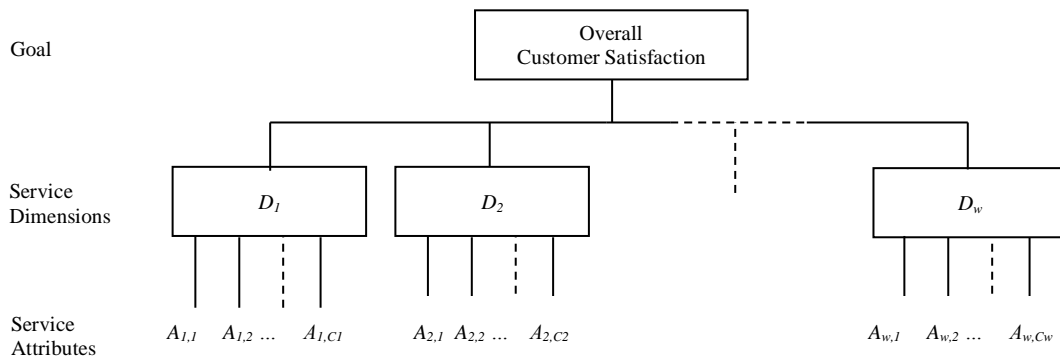 Goal
Overall
Customer Satisfaction
Service
Dimensions
D1
D2
Dw
Service
Attributes
A1,1 A1,2 ... A1,C1 A2,1 A2,2 ... A2,C2 Aw,1 Aw,2 ... Aw,Cw